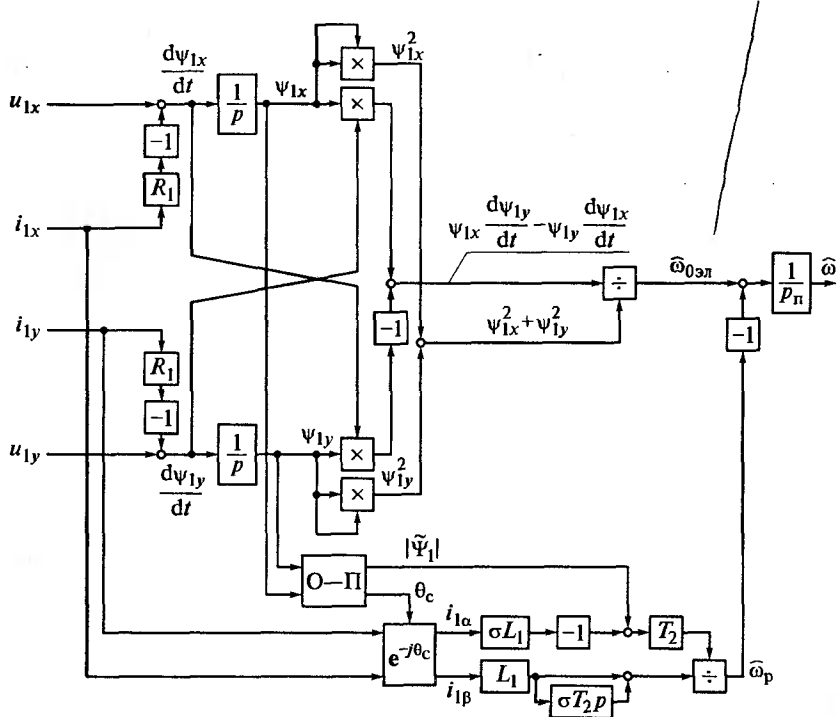 dψ₁ₓ/dt
1/p
ψ₁ₓ
×
ψ₁ₓ²
u₁ₓ
×
−1
R₁
i₁ₓ
ψ₁ₓ dψ₁y/dt − ψ₁y dψ₁ₓ/dt
÷
ω̂₀эл
1/pп
ω̂
−1
−1
ψ₁ₓ² + ψ₁y²
i₁y
R₁
−1
u₁y
1/p
ψ₁y
×
dψ₁y/dt
×
ψ₁y²
|Ψ̃₁|
О—П
θс
i₁α
σL₁
−1
T₂
e^−jθс
i₁β
L₁
÷
ω̂р
σT₂p